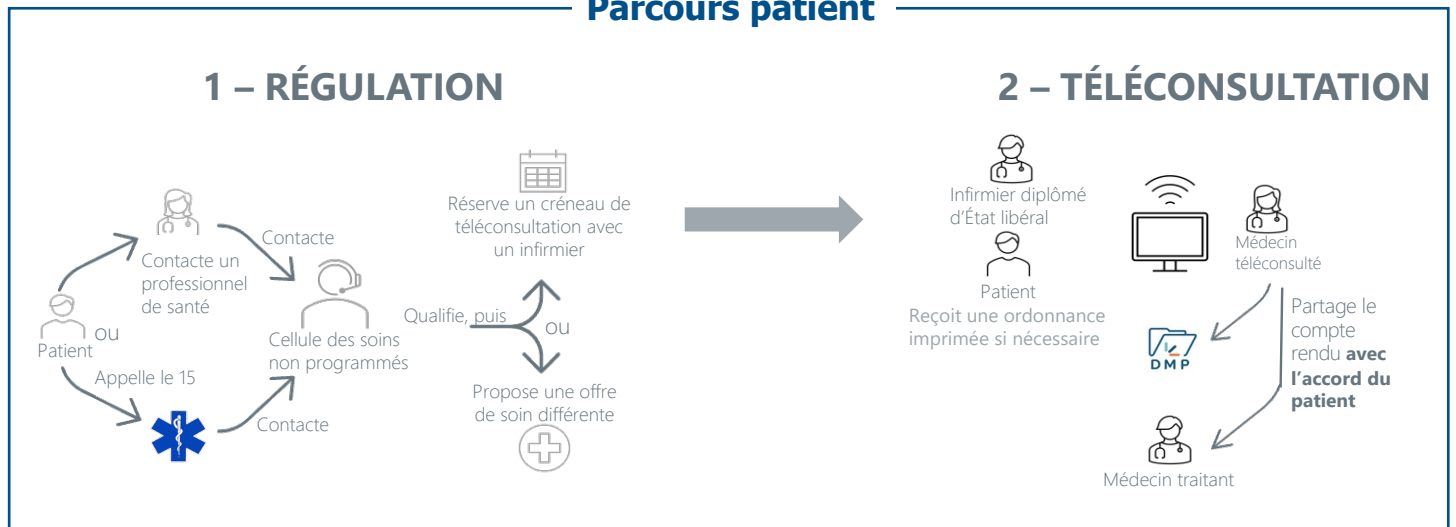 Parcours patient
1 – RÉGULATION
Contacte un
professionnel
de santé
Contacte
ou
Patient
Appelle le 15
Contacte
Cellule des soins
non programmés
Qualifie, puis
Réserve un créneau de
téléconsultation avec
un infirmier
ou
Propose une offre
de soin différente
2 – TÉLÉCONSULTATION
Infirmier diplômé
d'État libéral
Patient
Reçoit une ordonnance
imprimée si nécessaire
Médecin
téléconsulté
DMP
Partage le
compte
rendu avec
l'accord du
patient
Médecin traitant